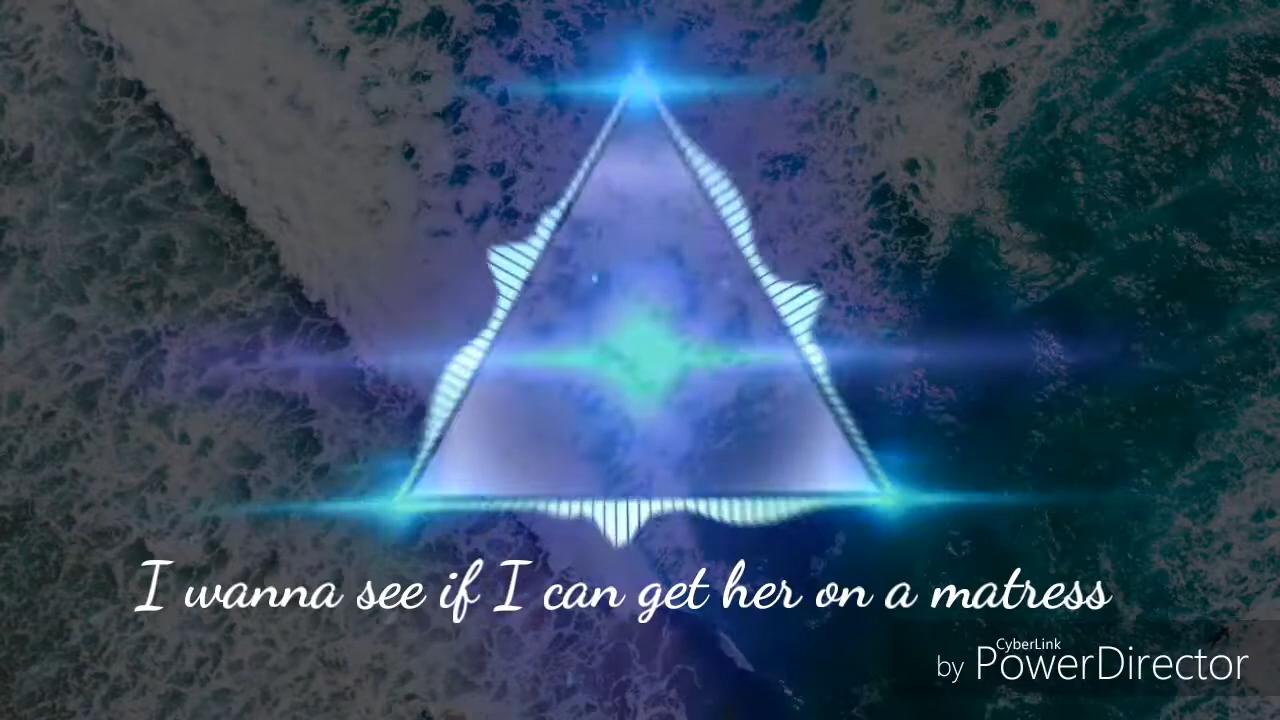 I wanna see if I can get her on a matress
CyberLink
by PowerDirector